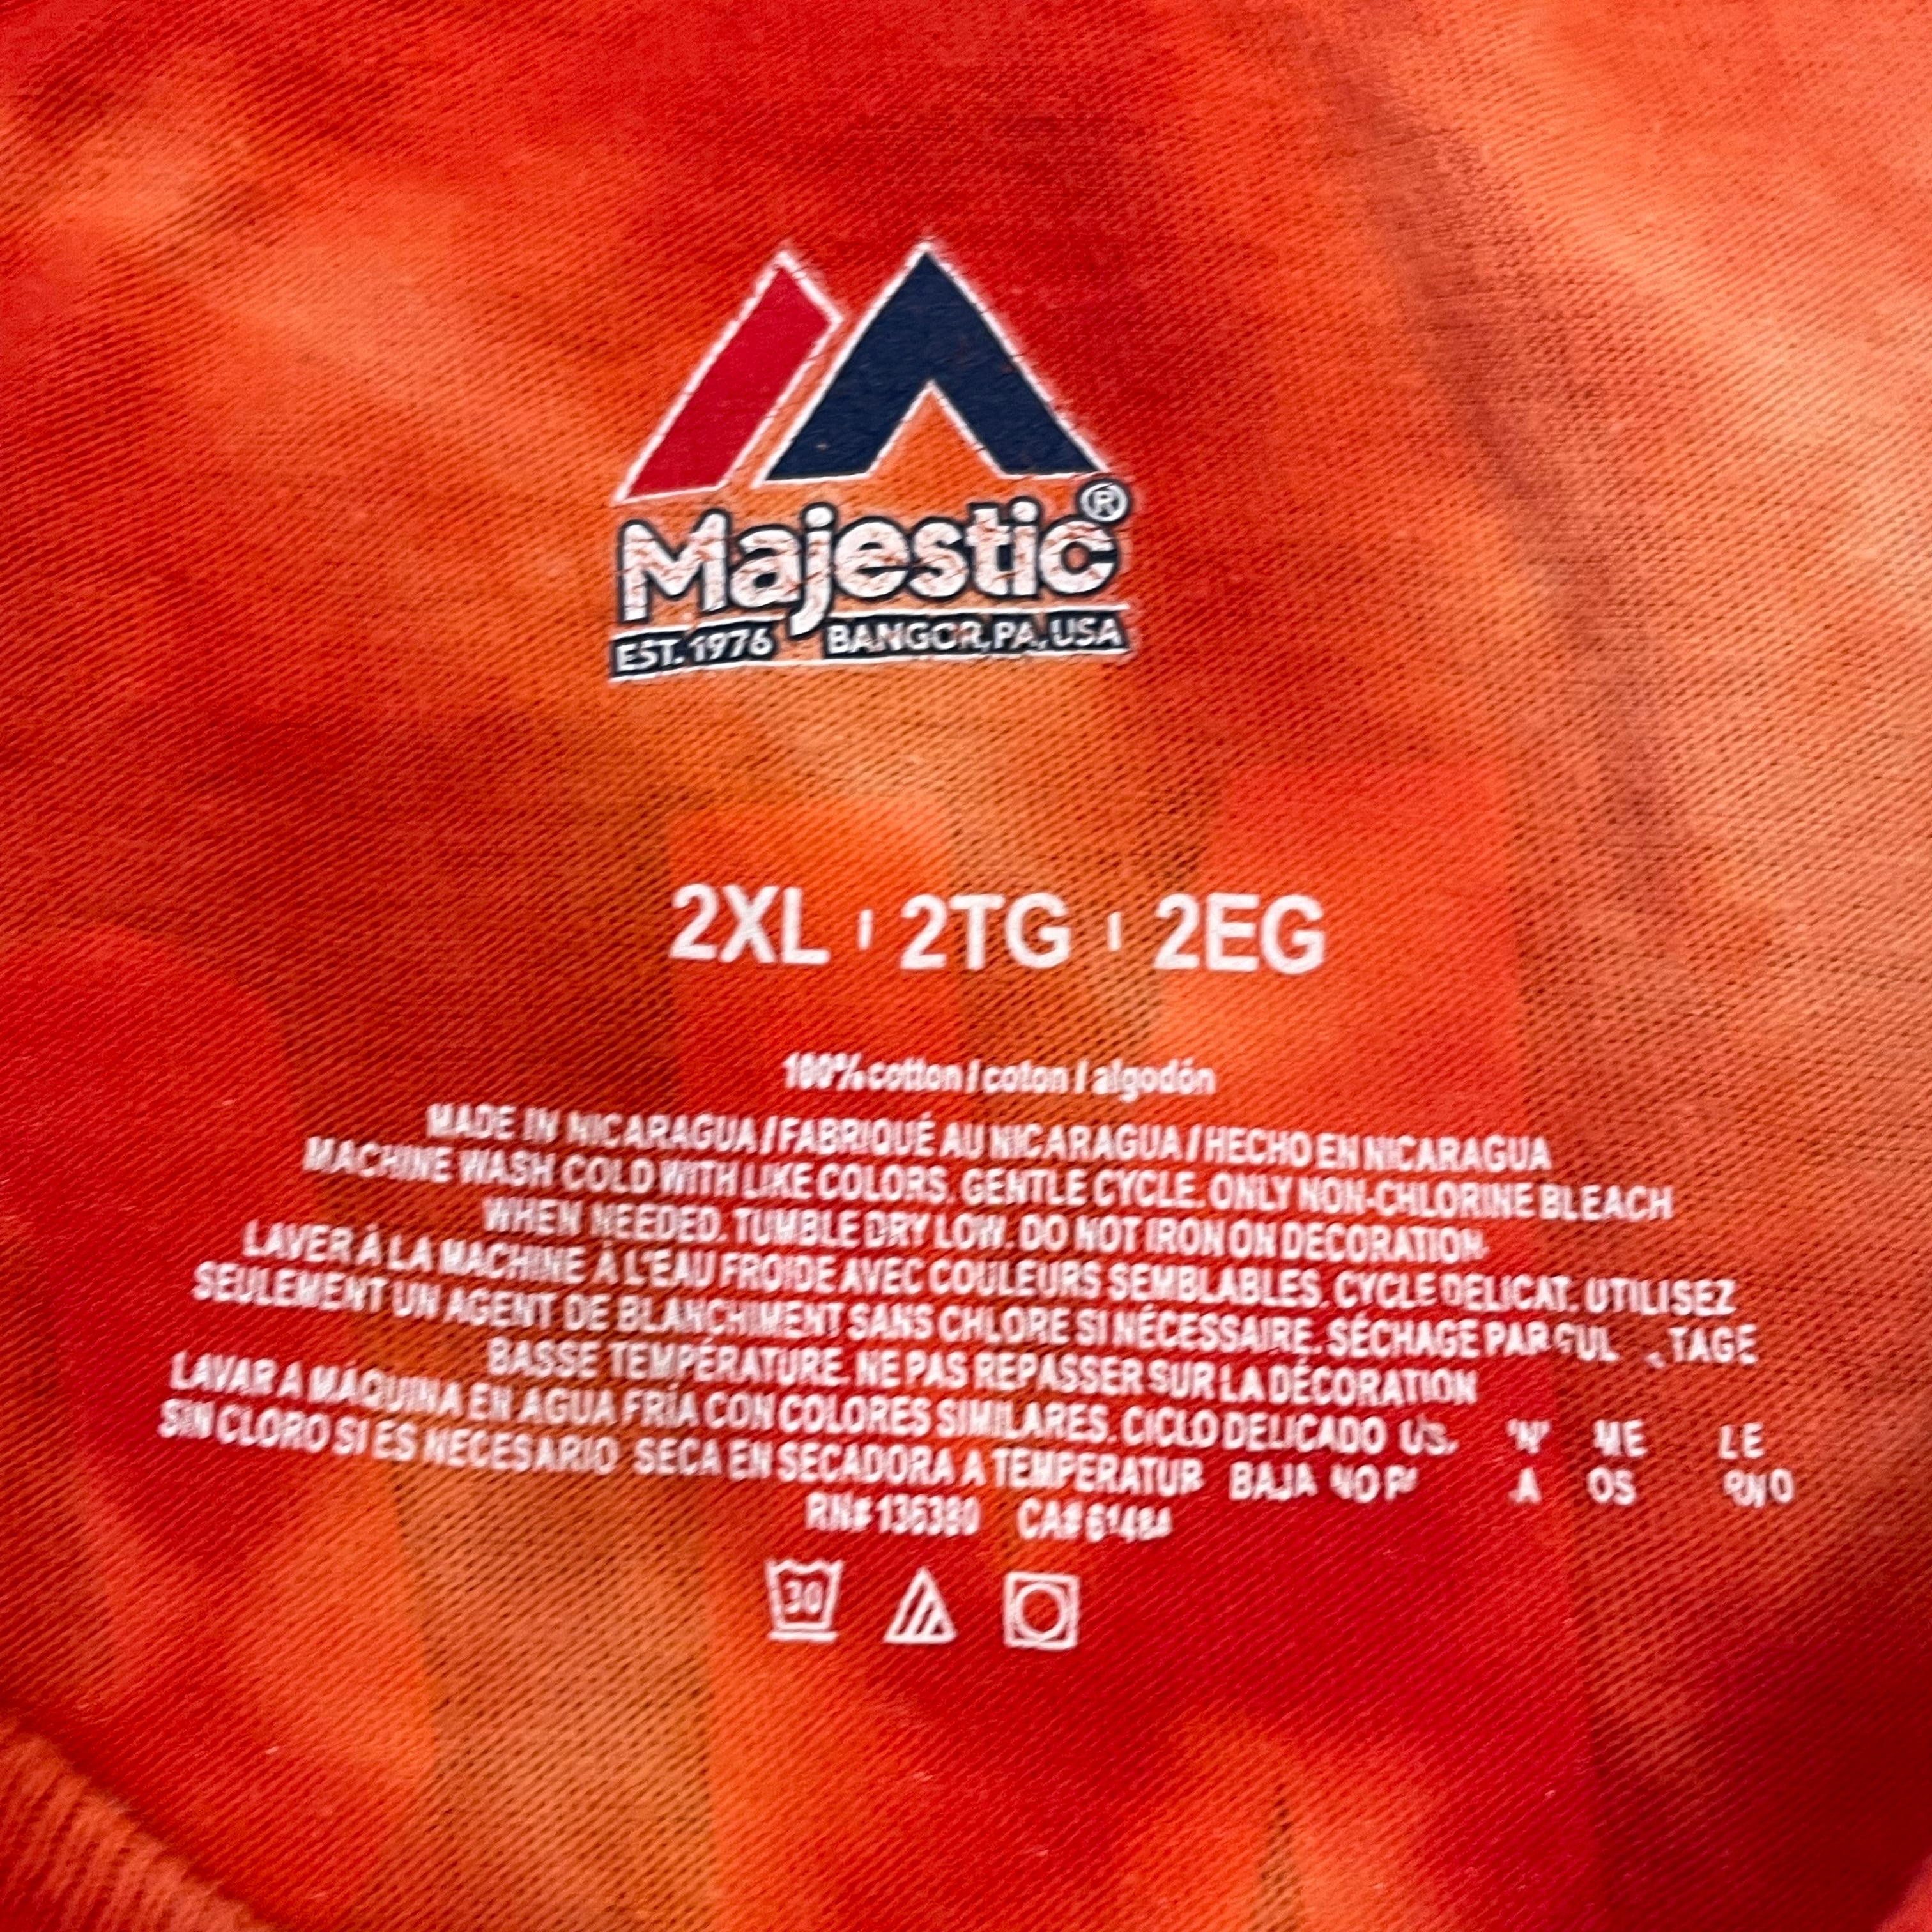 Majestic®
EST. 1976 BANGOR, PA, USA
2XL | 2TG | 2EG
100% cotton / coton / algodón
MADE IN NICARAGUA / FABRIQUÉ AU NICARAGUA / HECHO EN NICARAGUA
MACHINE WASH COLD WITH LIKE COLORS. GENTLE CYCLE. ONLY NON-CHLORINE BLEACH
WHEN NEEDED. TUMBLE DRY LOW. DO NOT IRON ON DECORATION.
LAVER À LA MACHINE À L'EAU FROIDE AVEC COULEURS SEMBLABLES. CYCLE DELICAT. UTILISEZ
SEULEMENT UN AGENT DE BLANCHIMENT SANS CHLORE SI NÉCESSAIRE. SÉCHAGE PAR
BASSE TEMPÉRATURE. NE PAS REPASSER SUR LA DÉCORATION
LAVAR A MÁQUINA EN AGUA FRÍA CON COLORES SIMILARES. CICLO DELICADO
SIN CLORO SI ES NECESARIO SECA EN SECADORA A BAJA NO
RN# 136380 CA#
30